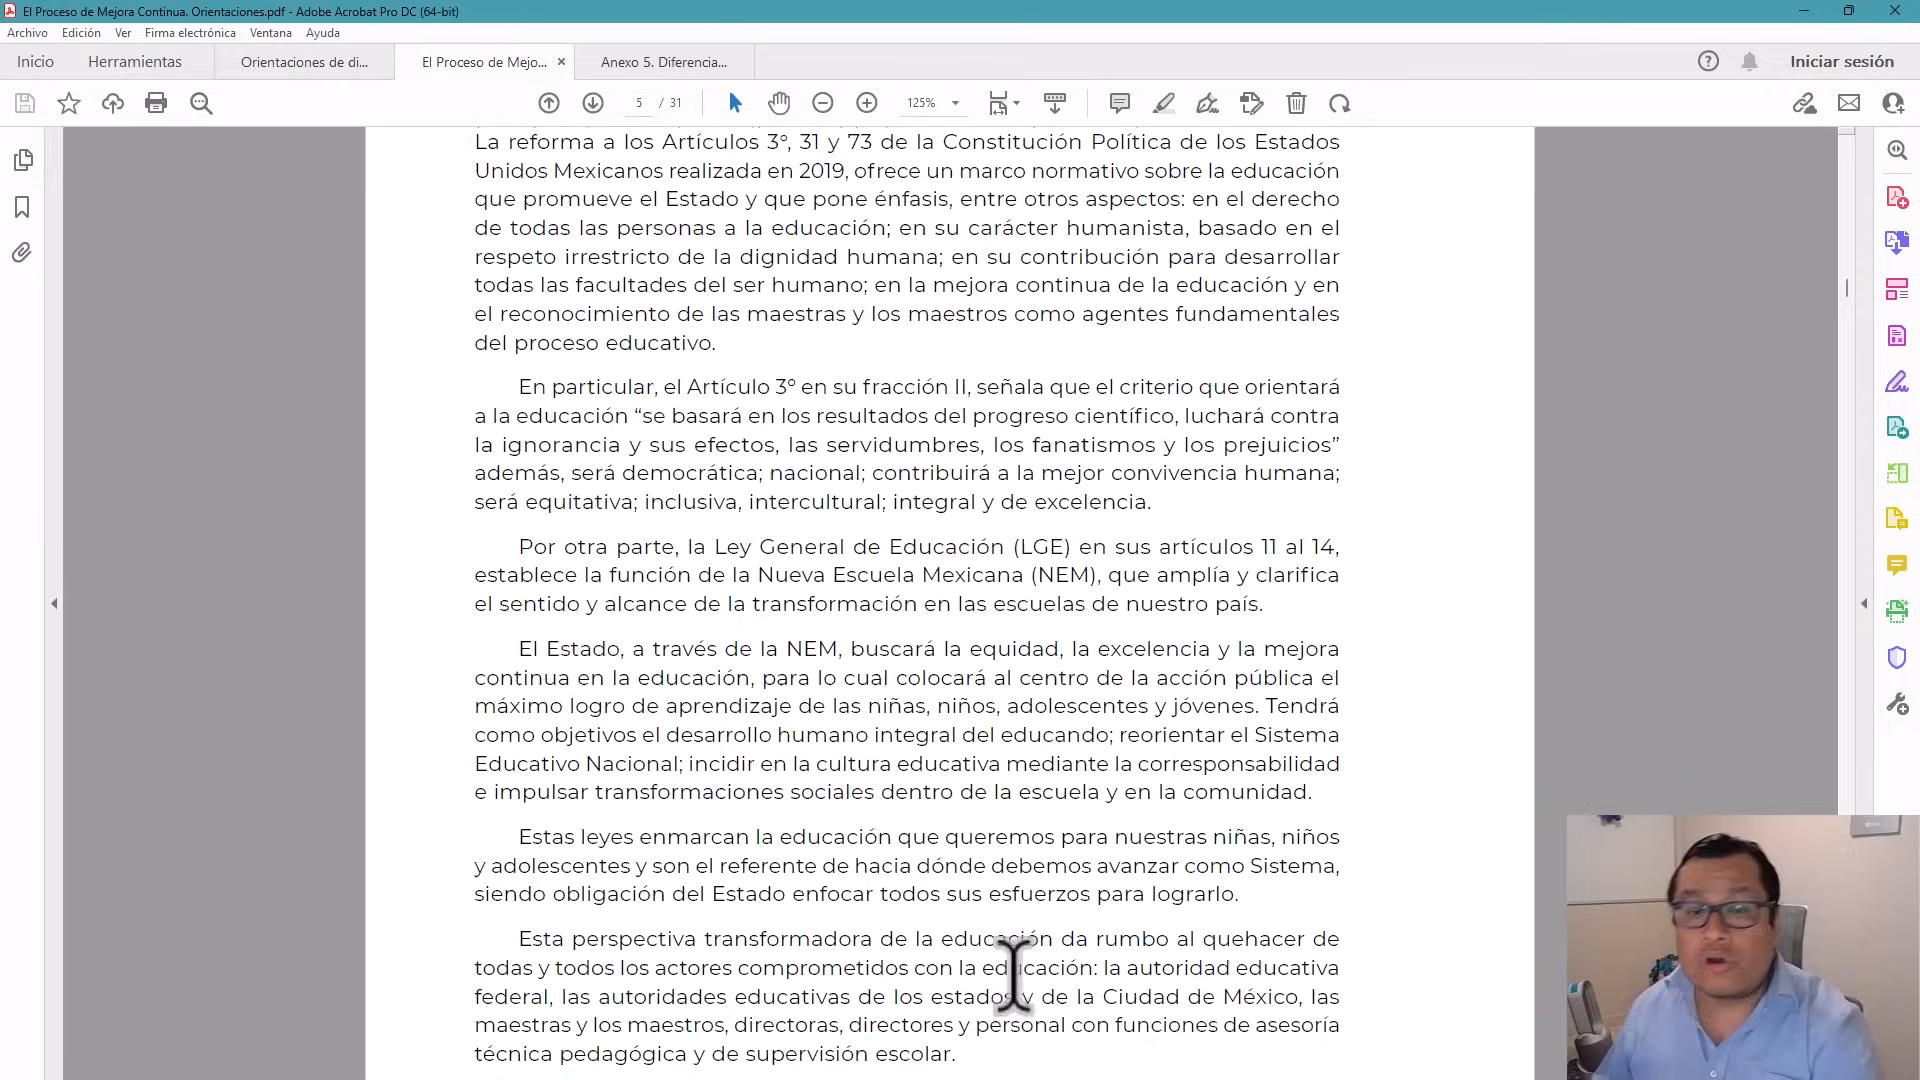 El Proceso de Mejora Continua. Orientaciones.pdf - Adobe Acrobat Pro DC (64-bit)
Archivo Edición Ver Firma electrónica Ventana Ayuda
Inicio Herramientas Orientaciones de di... El Proceso de Mejo... Anexo 5. Diferencia... Iniciar sesión
5 / 31 125%
La reforma a los Artículos 3º, 31 y 73 de la Constitución Política de los Estados
Unidos Mexicanos realizada en 2019, ofrece un marco normativo sobre la educación
que promueve el Estado y que pone énfasis, entre otros aspectos: en el derecho
de todas las personas a la educación; en su carácter humanista, basado en el
respeto irrestricto de la dignidad humana; en su contribución para desarrollar
todas las facultades del ser humano; en la mejora continua de la educación y en
el reconocimiento de las maestras y los maestros como agentes fundamentales
del proceso educativo.
En particular, el Artículo 3º en su fracción II, señala que el criterio que orientará
a la educación “se basará en los resultados del progreso científico, luchará contra
la ignorancia y sus efectos, las servidumbres, los fanatismos y los prejuicios”
además, será democrática; nacional; contribuirá a la mejor convivencia humana;
será equitativa; inclusiva, intercultural; integral y de excelencia.
Por otra parte, la Ley General de Educación (LGE) en sus artículos 11 al 14,
establece la función de la Nueva Escuela Mexicana (NEM), que amplía y clarifica
el sentido y alcance de la transformación en las escuelas de nuestro país.
El Estado, a través de la NEM, buscará la equidad, la excelencia y la mejora
continua en la educación, para lo cual colocará al centro de la acción pública el
máximo logro de aprendizaje de las niñas, niños, adolescentes y jóvenes. Tendrá
como objetivos el desarrollo humano integral del educando; reorientar el Sistema
Educativo Nacional; incidir en la cultura educativa mediante la corresponsabilidad
e impulsar transformaciones sociales dentro de la escuela y en la comunidad.
Estas leyes enmarcan la educación que queremos para nuestras niñas, niños
y adolescentes y son el referente de hacia dónde debemos avanzar como Sistema,
siendo obligación del Estado enfocar todos sus esfuerzos para lograrlo.
Esta perspectiva transformadora de la educación da rumbo al quehacer de
todas y todos los actores comprometidos con la educación: la autoridad educativa
federal, las autoridades educativas de los estados y de la Ciudad de México, las
maestras y los maestros, directoras, directores y personal con funciones de asesoría
técnica pedagógica y de supervisión escolar.